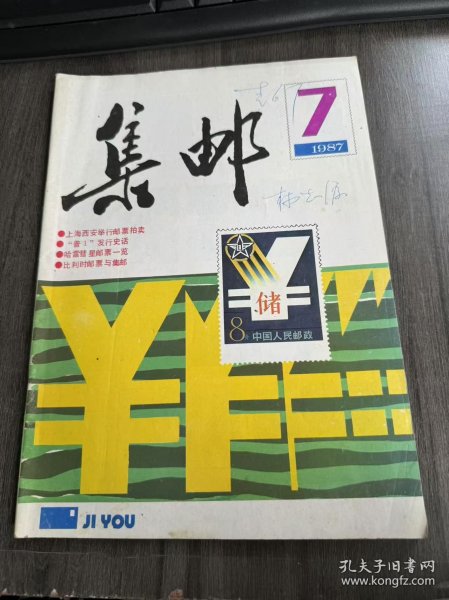 集邮
7
1987
●上海西安举行邮票拍卖
●“普1”发行史话
●哈雷彗星邮票一览
●比利时邮票与集邮
储
8分 中国人民邮政
JI YOU
孔夫子旧书网
www.kongfz.com